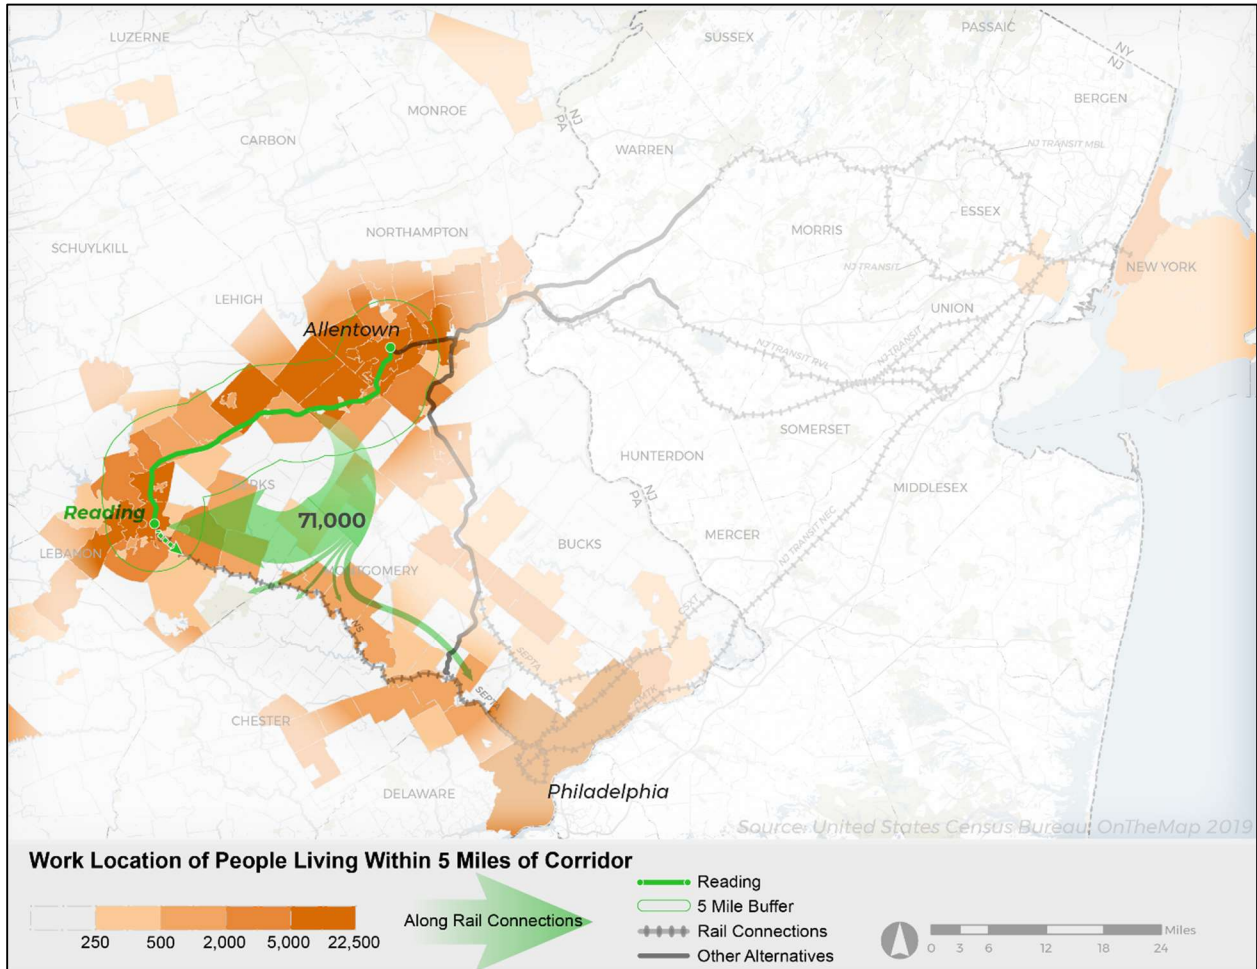 LUZERNE
SUSSEX
PASSAIC
NY
NJ
MONROE
BERGEN
NJ
PA
CARBON
WARREN
NJ TRANSIT MBL
ESSEX
NORTHAMPTON
MORRIS
SCHUYLKILL
NJ TRANSIT
NEW YORK
LEHIGH
UNION
Allentown
NJ TRANSIT RVL
NJ TRANSIT
SOMERSET
HUNTERDON
MIDDLESEX
NJ
PA
Reading
71,000
MERCER
NJ TRANSIT NEC
BUCKS
LEBANON
MONTGOMERY
CSXT
NS
SEPTA
CHESTER
DELAWARE
Philadelphia
Source: United States Census Bureau, OnTheMap 2019
Work Location of People Living Within 5 Miles of Corridor
250 500 2,000 5,000 22,500
Along Rail Connections
Reading
5 Mile Buffer
Rail Connections
Other Alternatives
Miles
0 3 6 12 18 24